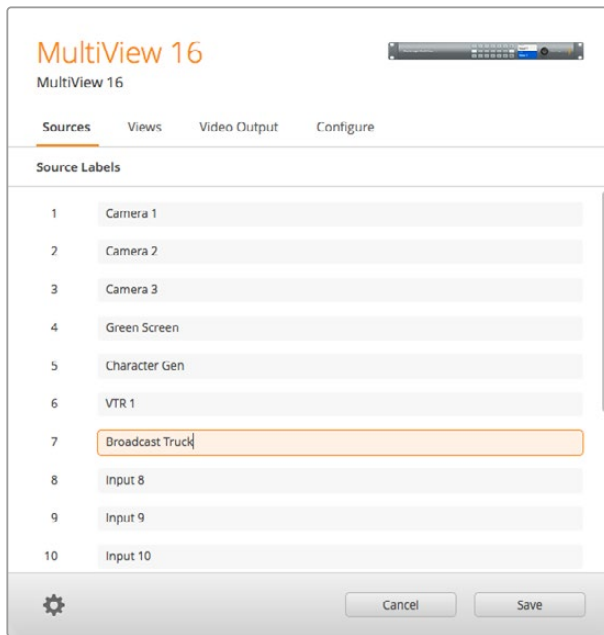 MultiView 16
MultiView 16
Sources Views Video Output Configure
Source Labels
1 Camera 1
2 Camera 2
3 Camera 3
4 Green Screen
5 Character Gen
6 VTR 1
7 Broadcast Truck
8 Input 8
9 Input 9
10 Input 10
Cancel Save